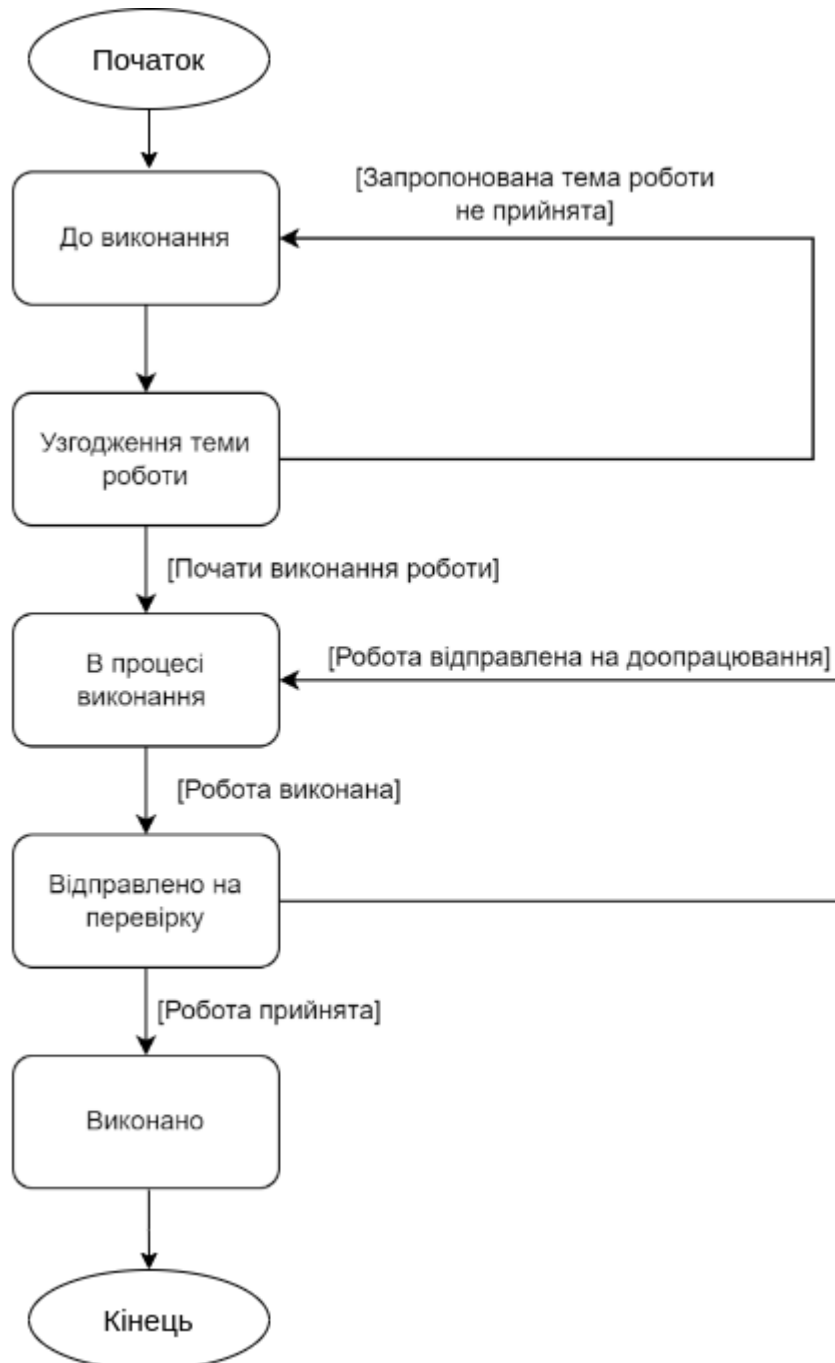 Початок
[Запропонована тема роботи
не прийнята]
До виконання
Узгодження теми
роботи
[Почати виконання роботи]
[Робота відправлена на доопрацювання]
В процесі
виконання
[Робота виконана]
Відправлено на
перевірку
[Робота прийнята]
Виконано
Кінець